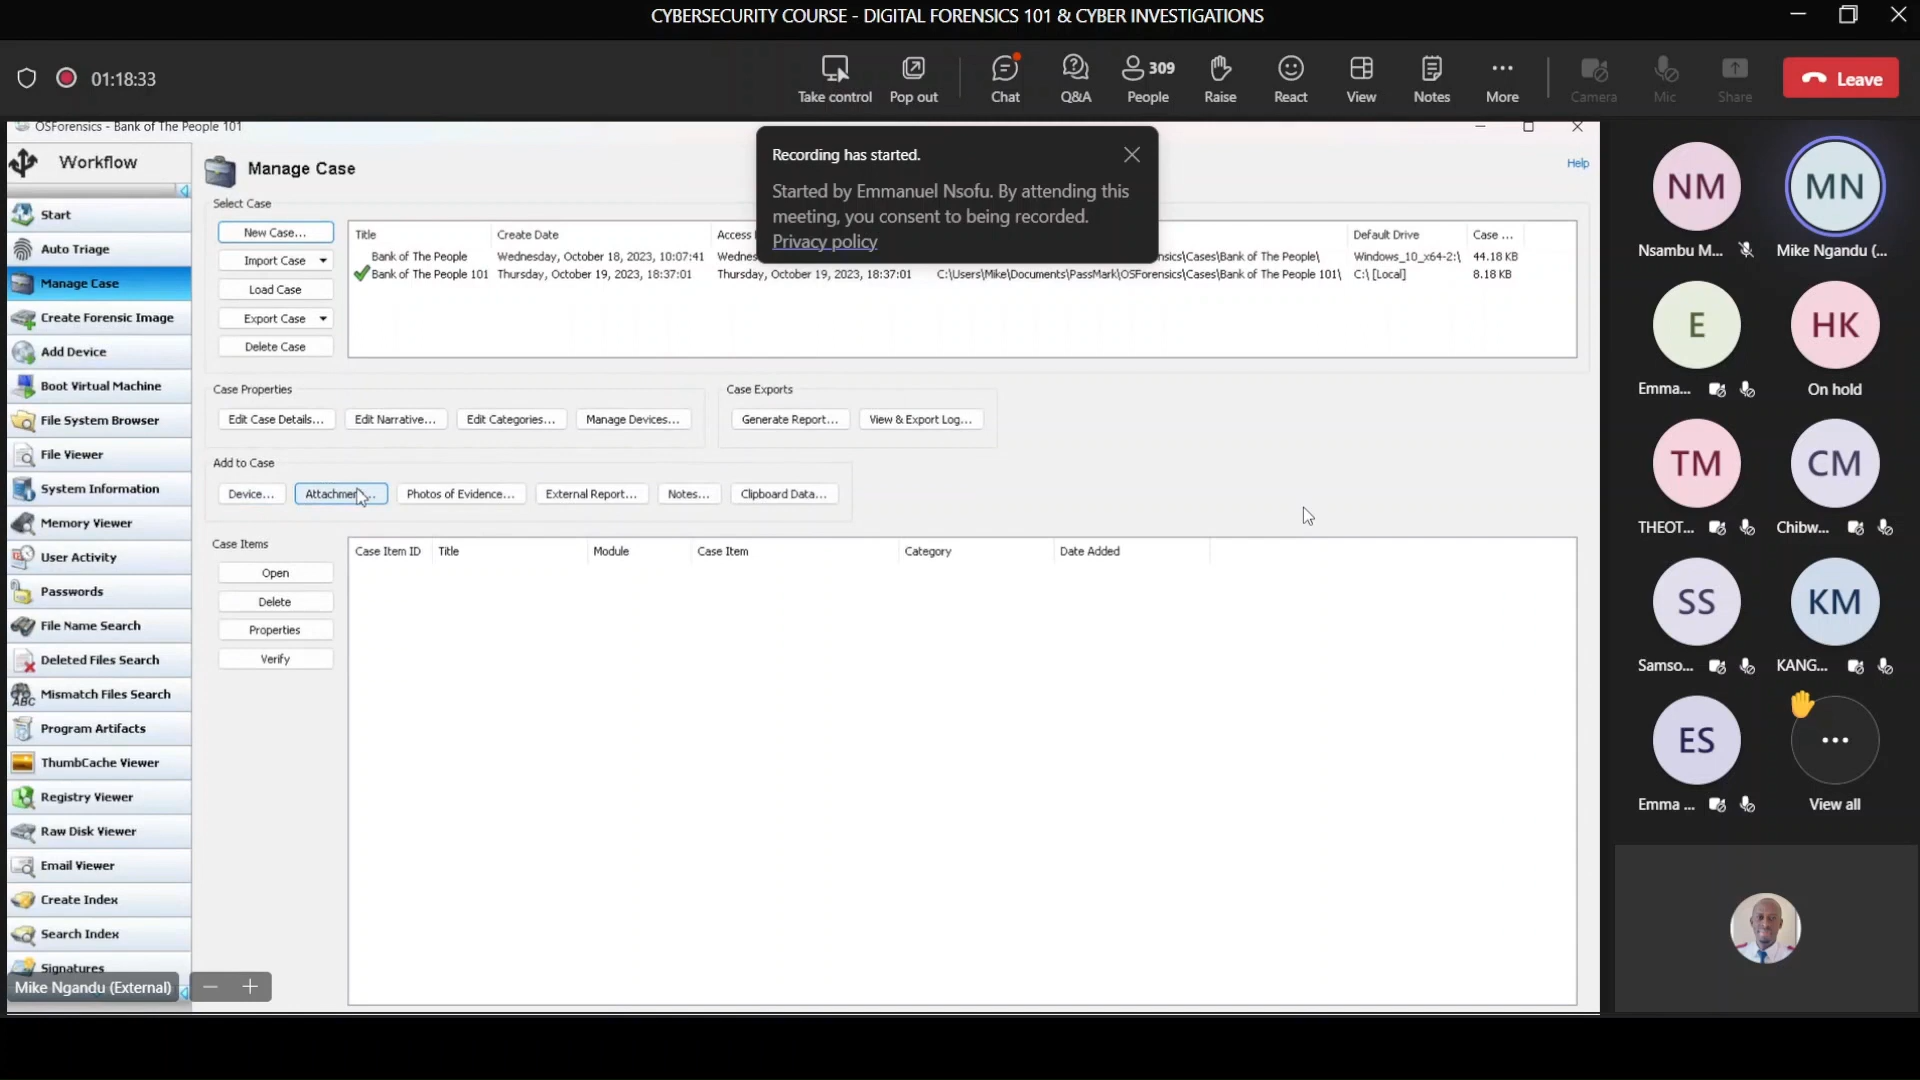 CYBERSECURITY COURSE - DIGITAL FORENSICS 101 & CYBER INVESTIGATIONS
01:18:33
Take control
Pop out
Chat
Q&A
309
People
Raise
React
View
Notes
More
Camera
Mic
Share
Leave
OSForensics - Bank of The People 101
Workflow
Start
Auto Triage
Manage Case
Create Forensic Image
Add Device
Boot Virtual Machine
File System Browser
File Viewer
System Information
Memory Viewer
User Activity
Passwords
File Name Search
Deleted Files Search
Mismatch Files Search
Program Artifacts
ThumbCache Viewer
Registry Viewer
Raw Disk Viewer
Email Viewer
Create Index
Search Index
Signatures
Mike Ngandu (External)
Manage Case
Help
Recording has started.
Started by Emmanuel Nsofu. By attending this
meeting, you consent to being recorded.
Privacy policy
Select Case
New Case...
Import Case
Load Case
Export Case
Delete Case
Title Create Date Access Default Drive Case ...
Bank of The People Wednesday, October 18, 2023, 10:07:41 Wednes nsics\Cases\Bank of The People\ Windows_10_x64-2:\ 44.18 KB
Bank of The People 101 Thursday, October 19, 2023, 18:37:01 Thursday, October 19, 2023, 18:37:01 C:\Users\Mike\Documents\PassMark\OSForensics\Cases\Bank of The People 101\ C:\ [Local] 8.18 KB
Case Properties
Edit Case Details...
Edit Narrative...
Edit Categories...
Manage Devices...
Case Exports
Generate Report...
View & Export Log...
Add to Case
Device...
Attachmen...
Photos of Evidence...
External Report...
Notes...
Clipboard Data...
Case Items
Open
Delete
Properties
Verify
Case Item ID Title Module Case Item Category Date Added
NM
Nsambu M...
MN
Mike Ngandu (...
E
Emma...
HK
On hold
TM
THEOT...
CM
Chibw...
SS
Samso...
KM
KANG...
ES
Emma ...
View all